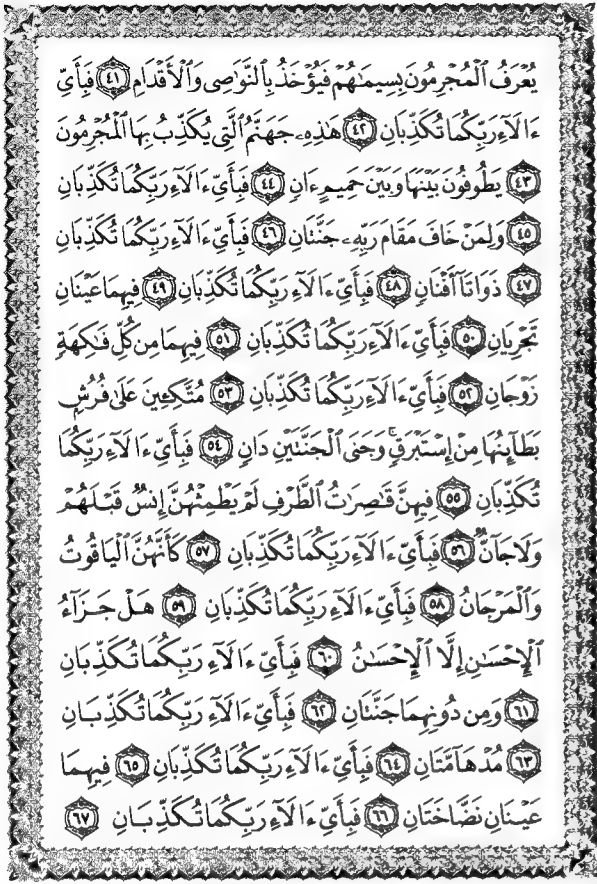 يُعْرَفُ ٱلْمُجْرِمُونَ بِسِيمَٰهُمْ فَيُؤْخَذُ بِٱلنَّوَٰصِى وَٱلْأَقْدَامِ ٤١ فَبِأَىِّ
ءَالَآءِ رَبِّكُمَا تُكَذِّبَانِ ٤٢ هَٰذِهِۦ جَهَنَّمُ ٱلَّتِى يُكَذِّبُ بِهَا ٱلْمُجْرِمُونَ
٤٣ يَطُوفُونَ بَيْنَهَا وَبَيْنَ حَمِيمٍ ءَانٍ ٤٤ فَبِأَىِّ ءَالَآءِ رَبِّكُمَا تُكَذِّبَانِ
٤٥ وَلِمَنْ خَافَ مَقَامَ رَبِّهِۦ جَنَّتَانِ ٤٦ فَبِأَىِّ ءَالَآءِ رَبِّكُمَا تُكَذِّبَانِ
٤٧ ذَوَاتَآ أَفْنَانٍ ٤٨ فَبِأَىِّ ءَالَآءِ رَبِّكُمَا تُكَذِّبَانِ ٤٩ فِيهِمَا عَيْنَانِ
تَجْرِيَانِ ٥٠ فَبِأَىِّ ءَالَآءِ رَبِّكُمَا تُكَذِّبَانِ ٥١ فِيهِمَا مِن كُلِّ فَٰكِهَةٍ
زَوْجَانِ ٥٢ فَبِأَىِّ ءَالَآءِ رَبِّكُمَا تُكَذِّبَانِ ٥٣ مُتَّكِـِٔينَ عَلَىٰ فُرُشٍۭ
بَطَآئِنُهَا مِنْ إِسْتَبْرَقٍ ۚ وَجَنَى ٱلْجَنَّتَيْنِ دَانٍ ٥٤ فَبِأَىِّ ءَالَآءِ رَبِّكُمَا
تُكَذِّبَانِ ٥٥ فِيهِنَّ قَٰصِرَٰتُ ٱلطَّرْفِ لَمْ يَطْمِثْهُنَّ إِنسٌ قَبْلَهُمْ
وَلَا جَآنٌّ ٥٦ فَبِأَىِّ ءَالَآءِ رَبِّكُمَا تُكَذِّبَانِ ٥٧ كَأَنَّهُنَّ ٱلْيَاقُوتُ
وَٱلْمَرْجَانُ ٥٨ فَبِأَىِّ ءَالَآءِ رَبِّكُمَا تُكَذِّبَانِ ٥٩ هَلْ جَزَآءُ
ٱلْإِحْسَٰنِ إِلَّا ٱلْإِحْسَٰنُ ٦٠ فَبِأَىِّ ءَالَآءِ رَبِّكُمَا تُكَذِّبَانِ
٦١ وَمِن دُونِهِمَا جَنَّتَانِ ٦٢ فَبِأَىِّ ءَالَآءِ رَبِّكُمَا تُكَذِّبَانِ
٦٣ مُدْهَآمَّتَانِ ٦٤ فَبِأَىِّ ءَالَآءِ رَبِّكُمَا تُكَذِّبَانِ ٦٥ فِيهِمَا
عَيْنَانِ نَضَّاخَتَانِ ٦٦ فَبِأَىِّ ءَالَآءِ رَبِّكُمَا تُكَذِّبَانِ ٦٧